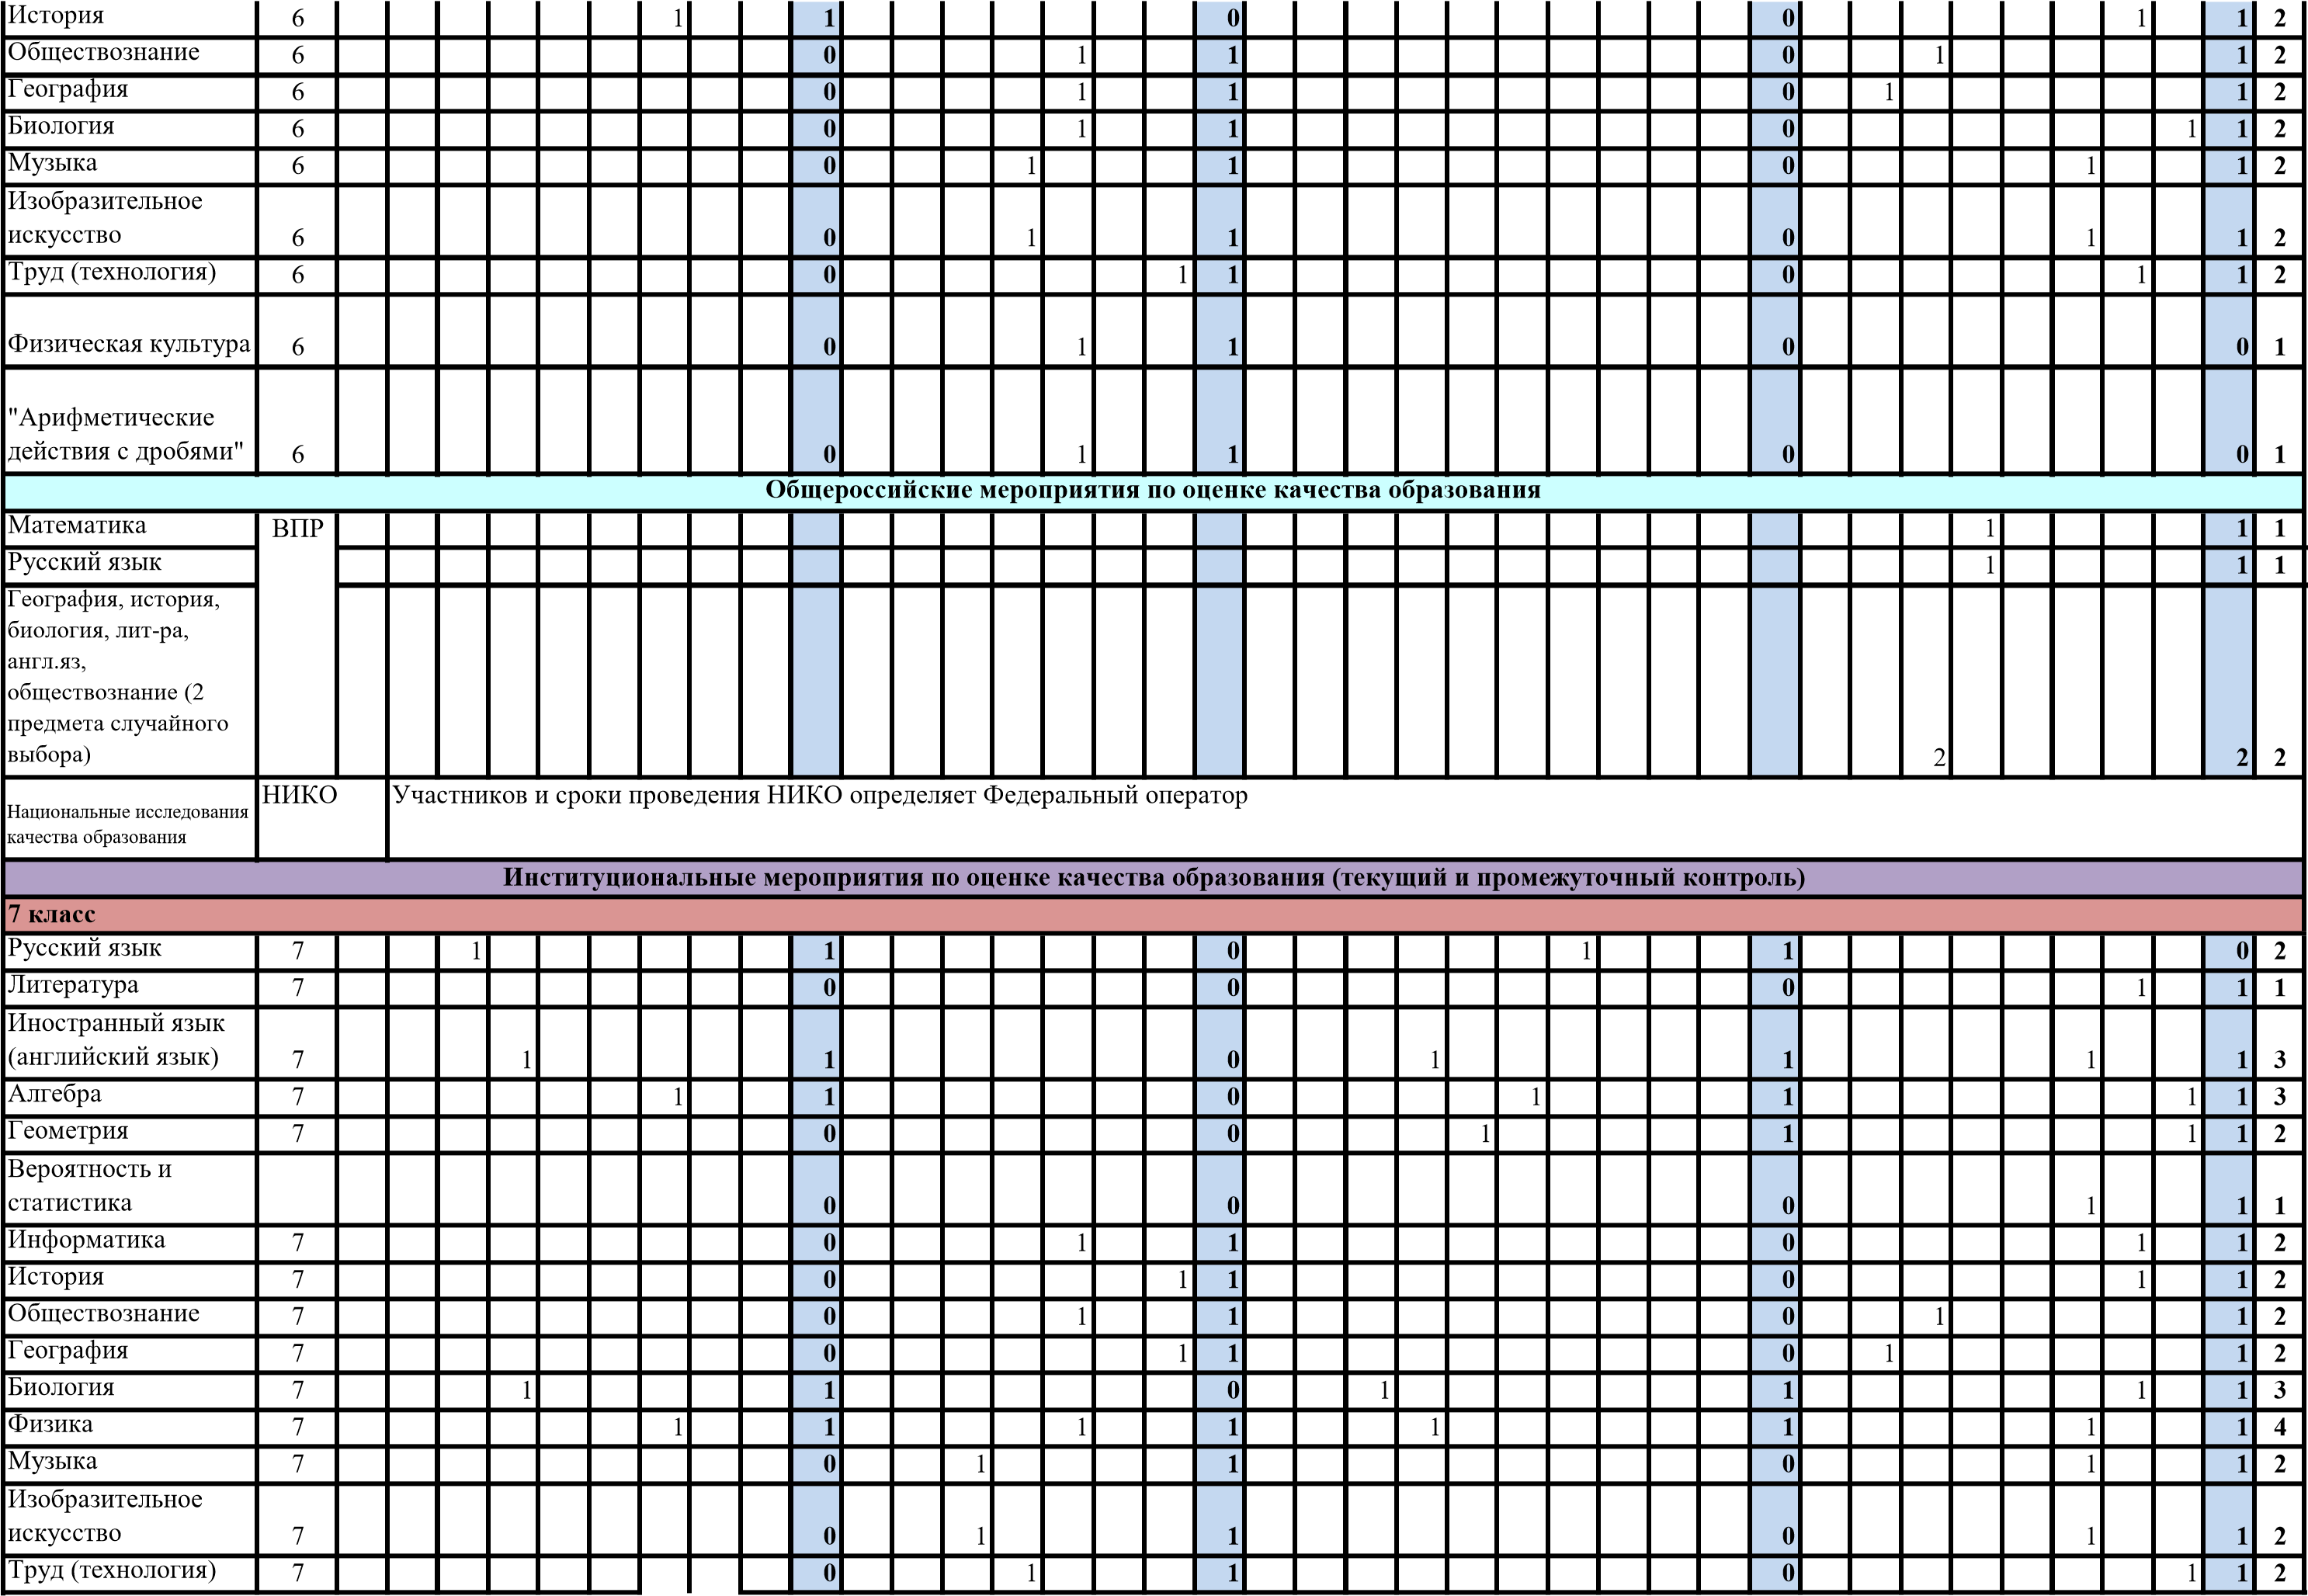 История 6 1 1 0 0 1 1 2
Обществознание 6 0 1 1 0 1 1 2
География 6 0 1 1 0 1 1 2
Биология 6 0 1 1 0 1 1 2
Музыка 6 0 1 1 0 1 1 2
Изобразительное
искусство 6 0 1 1 0 1 1 2
Труд (технология) 6 0 1 1 0 1 1 2
Физическая культура 6 0 1 1 0 0 1
"Арифметические
действия с дробями" 6 0 1 1 0 0 1
Общероссийские мероприятия по оценке качества образования
Математика ВПР 1 1 1
Русский язык 1 1 1
География, история,
биология, лит-ра,
англ.яз,
обществознание (2
предмета случайного
выбора) 2 2 2
НИКО Участников и сроки проведения НИКО определяет Федеральный оператор
Национальные исследования
качества образования
Институциональные мероприятия по оценке качества образования (текущий и промежуточный контроль)
7 класс
Русский язык 7 1 1 0 1 1 0 2
Литература 7 0 0 0 1 1 1
Иностранный язык
(английский язык) 7 1 1 0 1 1 1 1 3
Алгебра 7 1 1 0 1 1 1 1 3
Геометрия 7 0 0 1 1 1 1 2
Вероятность и
статистика 0 0 0 1 1 1
Информатика 7 0 1 1 0 1 1 2
История 7 0 1 1 0 1 1 2
Обществознание 7 0 1 1 0 1 1 2
География 7 0 1 1 0 1 1 2
Биология 7 1 1 0 1 1 1 1 3
Физика 7 1 1 1 1 1 1 1 1 4
Музыка 7 0 1 1 0 1 1 2
Изобразительное
искусство 7 0 1 1 0 1 1 2
Труд (технология) 7 0 1 1 0 1 1 2